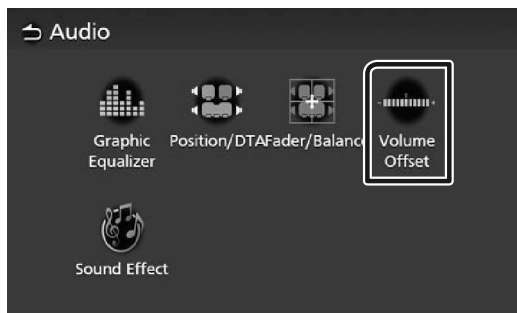 Audio
Graphic
Equalizer
Position/DTA
Fader/Balance
Volume
Offset
Sound Effect